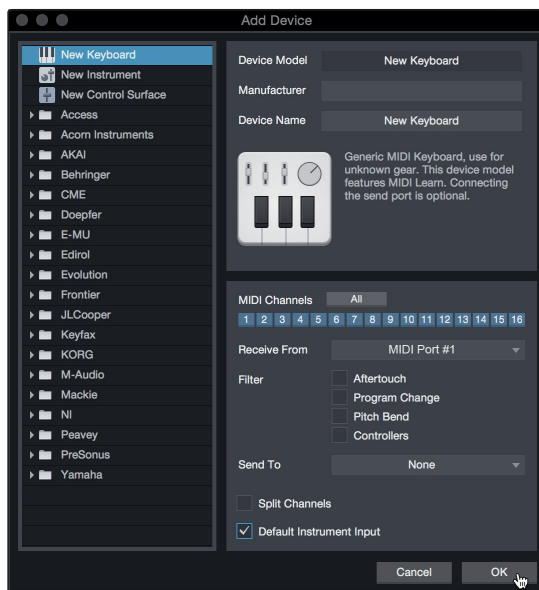 Add Device
New Keyboard
New Instrument
New Control Surface
Access
Acorn Instruments
AKAI
Behringer
CME
Doepfer
E-MU
Edirol
Evolution
Frontier
JLCooper
Keyfax
KORG
M-Audio
Mackie
NI
Peavey
PreSonus
Yamaha
Device Model New Keyboard
Manufacturer
Device Name New Keyboard
Generic MIDI Keyboard, use for
unknown gear. This device model
features MIDI Learn. Connecting
the send port is optional.
MIDI Channels All
1 2 3 4 5 6 7 8 9 10 11 12 13 14 15 16
Receive From MIDI Port #1
Filter Aftertouch
Program Change
Pitch Bend
Controllers
Send To None
Split Channels
Default Instrument Input
Cancel OK